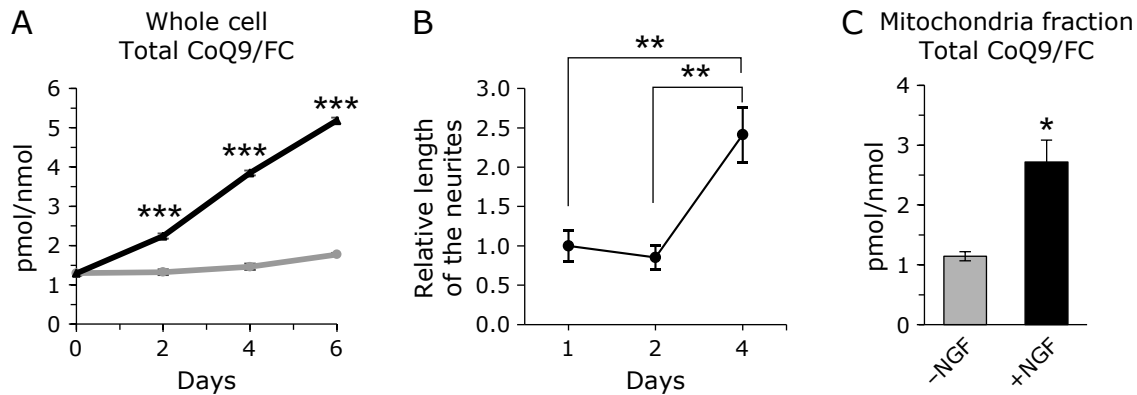 A
Whole cell
Total CoQ9/FC
pmol/nmol
6
5
4
3
2
1
0
***
***
***
0
2
4
6
Days
B
Relative length
of the neurites
3.0
2.5
2.0
1.5
1.0
0.5
0.0
**
**
1
2
4
Days
C
Mitochondria fraction
Total CoQ9/FC
pmol/nmol
4
3
2
1
0
*
–NGF
+NGF